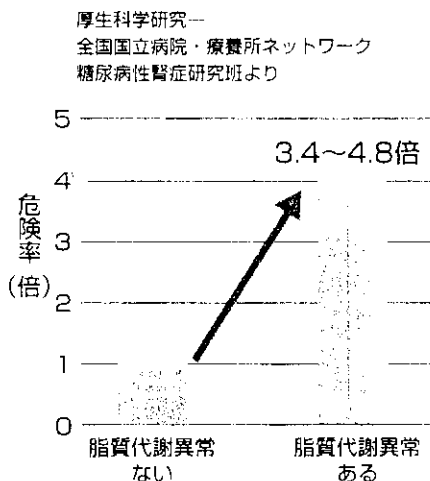 厚生科学研究―
全国国立病院・療養所ネットワーク
糖尿病性腎症研究班より
5
3.4〜4.8倍
4
3
2
1
0
危険率
(倍)
脂質代謝異常
ない
脂質代謝異常
ある